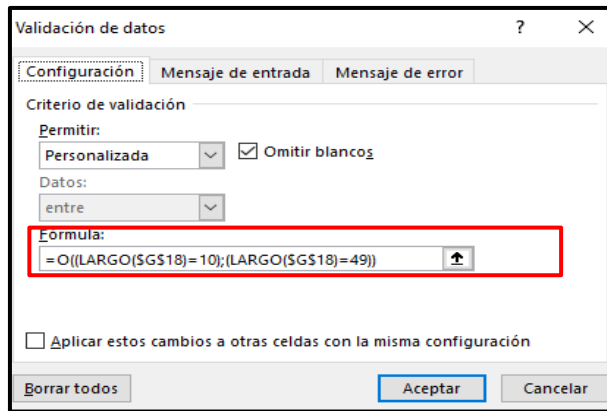 Validación de datos ? ×
Configuración Mensaje de entrada Mensaje de error
Criterio de validación
Permitir:
Personalizada Omitir blancos
Datos:
entre
Fórmula:
=O((LARGO($G$18)=10);(LARGO($G$18)=49))
Aplicar estos cambios a otras celdas con la misma configuración
Borrar todos Aceptar Cancelar